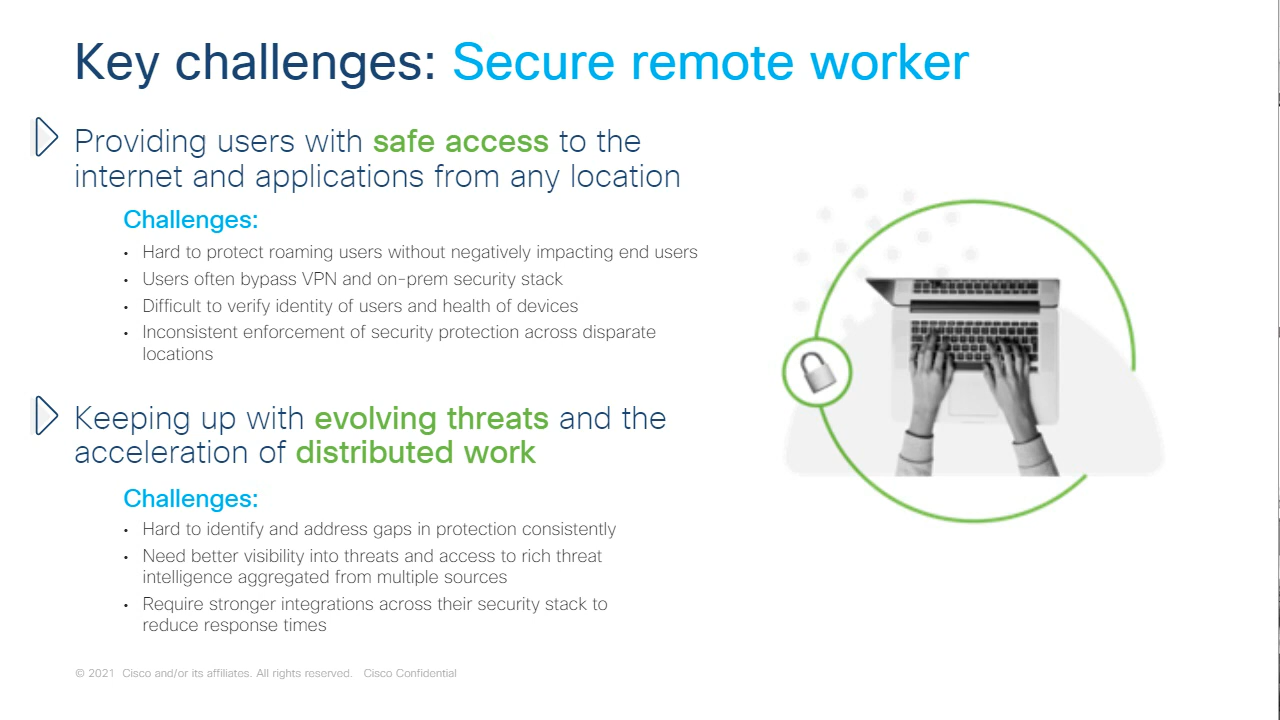 Key challenges: Secure remote worker
Providing users with safe access to the
internet and applications from any location
Challenges:
• Hard to protect roaming users without negatively impacting end users
• Users often bypass VPN and on-prem security stack
• Difficult to verify identity of users and health of devices
• Inconsistent enforcement of security protection across disparate
locations
Keeping up with evolving threats and the
acceleration of distributed work
Challenges:
• Hard to identify and address gaps in protection consistently
• Need better visibility into threats and access to rich threat
intelligence aggregated from multiple sources
• Require stronger integrations across their security stack to
reduce response times
© 2021 Cisco and/or its affiliates. All rights reserved. Cisco Confidential